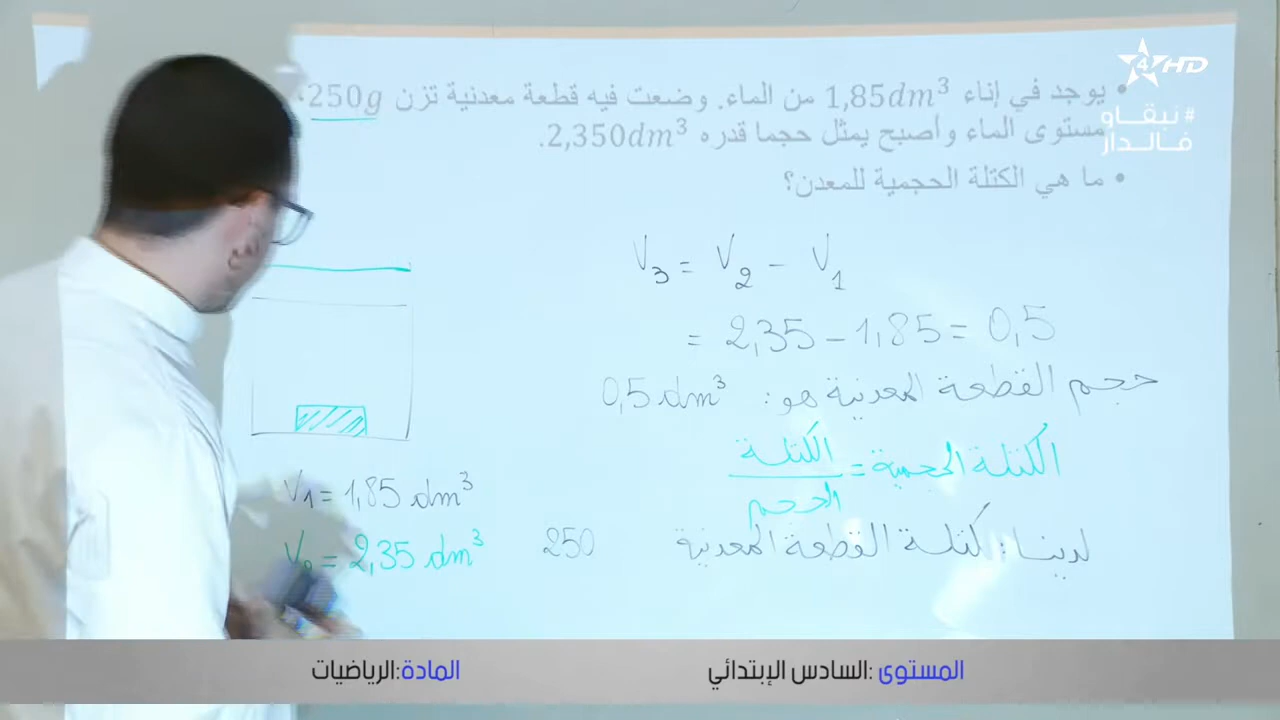 • يوجد في إناء 1,85dm³ من الماء. وضعت فيه قطعة معدنية تزن 250g.
مستوى الماء وأصبح يمثل حجما قدره 2,350dm³.
• ما هي الكتلة الحجمية للمعدن؟
4 HD
# نبقاو
فالدار
V₃ = V₂ - V₁
= 2,35 - 1,85 = 0,5
حجم القطعة المعدنية هو: 0,5 dm³
الكتلة الحجمية = الكتلة
الحجم
لدينا: كتلة القطعة المعدنية 250
V₁ = 1,85 dm³
= 2,35 dm³
المستوى :السادس الإبتدائي
المادة :الرياضيات